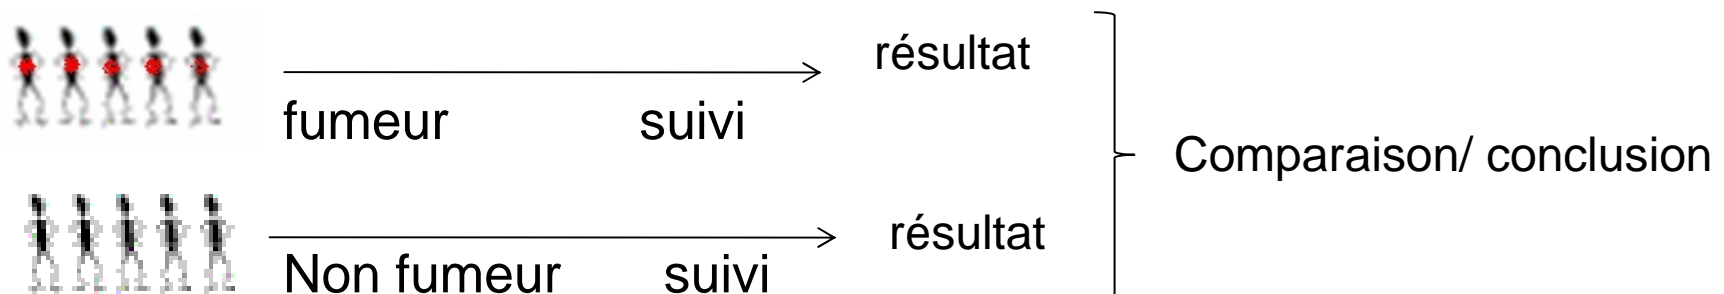 résultat
fumeur suivi
Comparaison/ conclusion
résultat
Non fumeur suivi